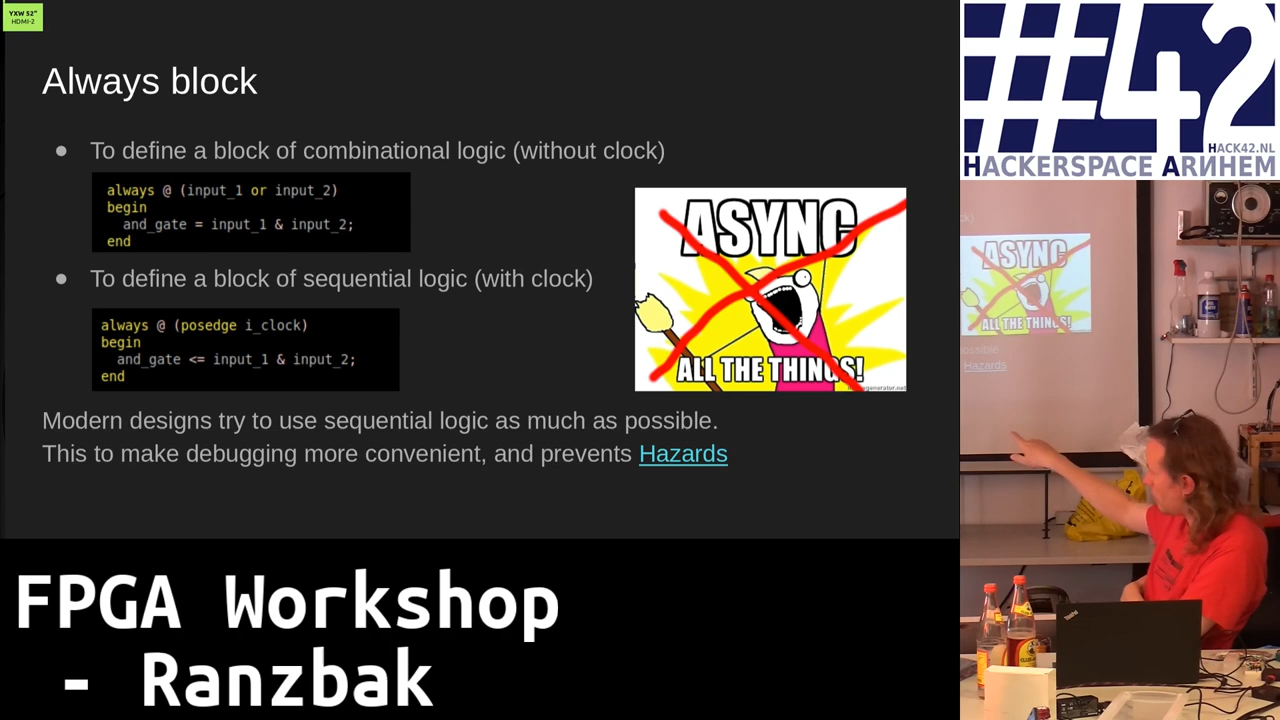 YXW 52"
HDMI-2
Always block
● To define a block of combinational logic (without clock)
always @ (input_1 or input_2)
begin
and_gate = input_1 & input_2;
end
● To define a block of sequential logic (with clock)
always @ (posedge i_clock)
begin
and_gate <= input_1 & input_2;
end
ASYNC
ALL THE THINGS!
Modern designs try to use sequential logic as much as possible.
This to make debugging more convenient, and prevents Hazards
FPGA Workshop
- Ranzbak
#42
HACK42.NL
HACKERSPACE ARИHEM
ASYNC
ALL THE THINGS!
ossible.
Hazards
ThinkPad